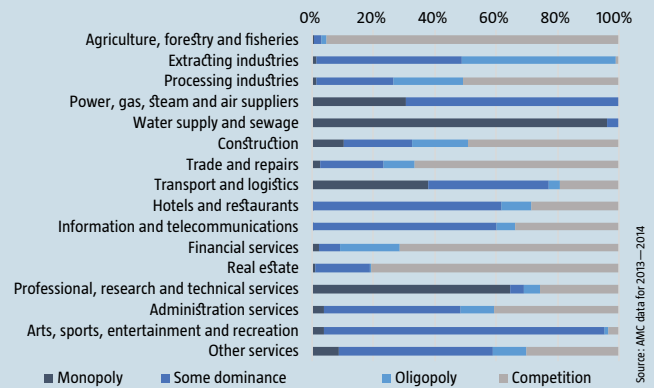 0% 20% 40% 60% 80% 100%
Agriculture, forestry and fisheries
Extracting industries
Processing industries
Power, gas, steam and air suppliers
Water supply and sewage
Construction
Trade and repairs
Transport and logistics
Hotels and restaurants
Information and telecommunications
Financial services
Real estate
Professional, research and technical services
Administration services
Arts, sports, entertainment and recreation
Other services
Monopoly Some dominance Oligopoly Competition
Source: AMC data for 2013—2014